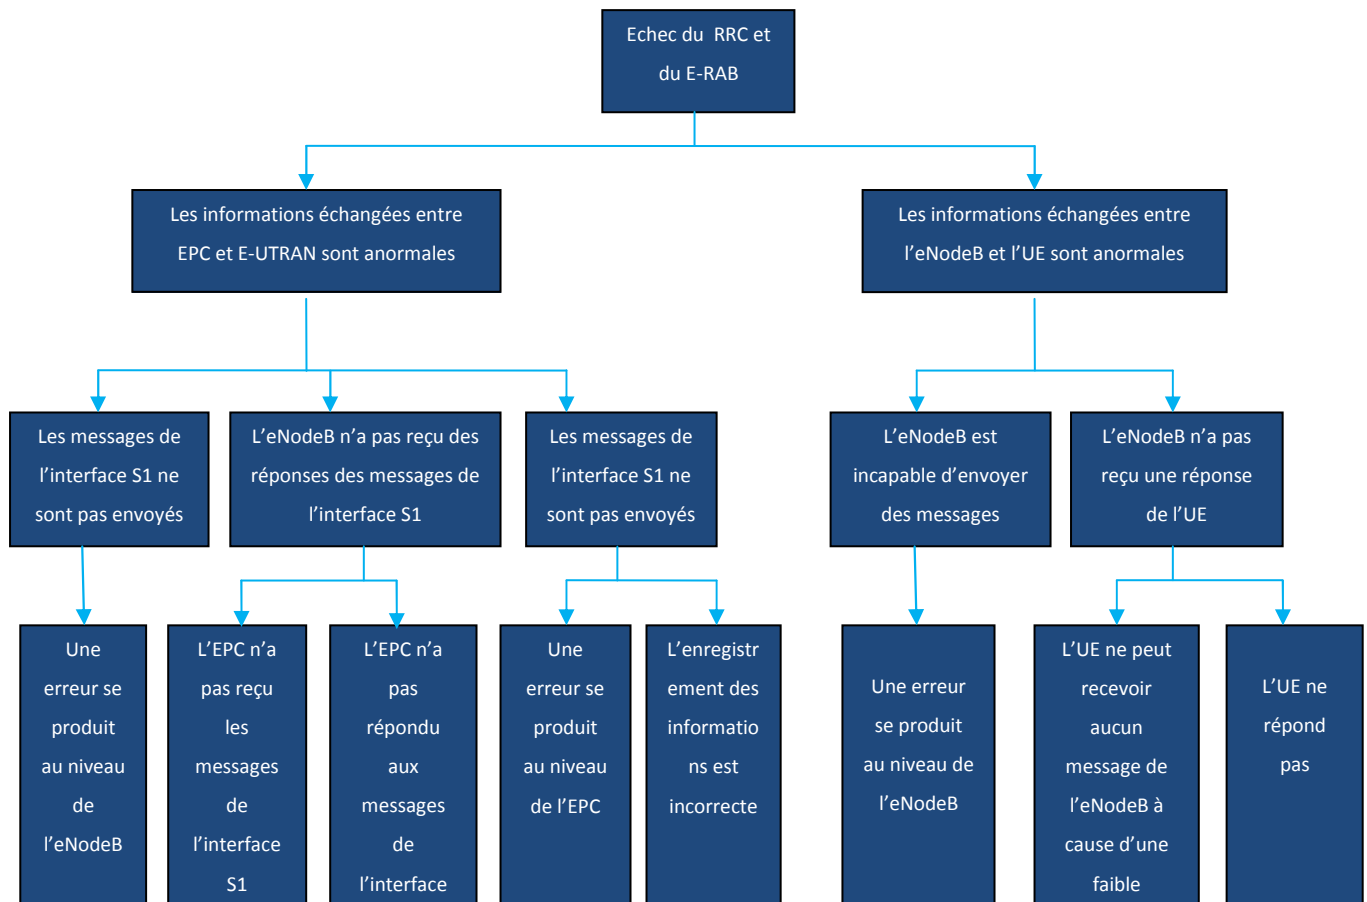 Echec du RRC et
du E-RAB
Les informations échangées entre
EPC et E-UTRAN sont anormales
Les informations échangées entre
l’eNodeB et l’UE sont anormales
Les messages de
l’interface S1 ne
sont pas envoyés
L’eNodeB n’a pas reçu des
réponses des messages de
l’interface S1
Les messages de
l’interface S1 ne
sont pas envoyés
L’eNodeB est
incapable d’envoyer
des messages
L’eNodeB n’a pas
reçu une réponse
de l’UE
Une
erreur se
produit
au niveau
de
l’eNodeB
L’EPC n’a
pas reçu
les
messages
de
l’interface
S1
L’EPC n’a
pas
répondu
aux
messages
de
l’interface
Une
erreur se
produit
au niveau
de l’EPC
L’enregistr
ement des
informatio
ns est
incorrecte
Une erreur
se produit
au niveau de
l’eNodeB
L’UE ne peut
recevoir
aucun
message de
l’eNodeB à
cause d’une
faible
L’UE ne
répond
pas